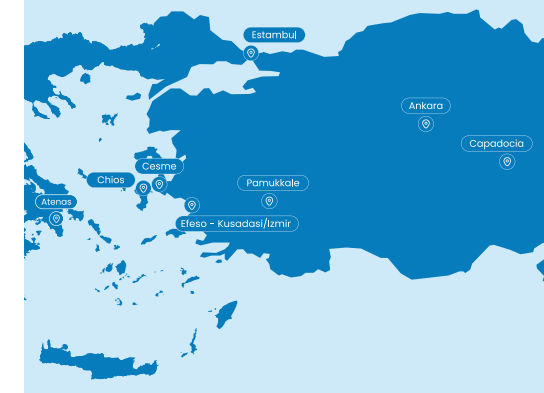 Estambul
Ankara
Capadocia
Cesme
Chios
Pamukkale
Atenas
Efeso - Kusadasi/Izmir